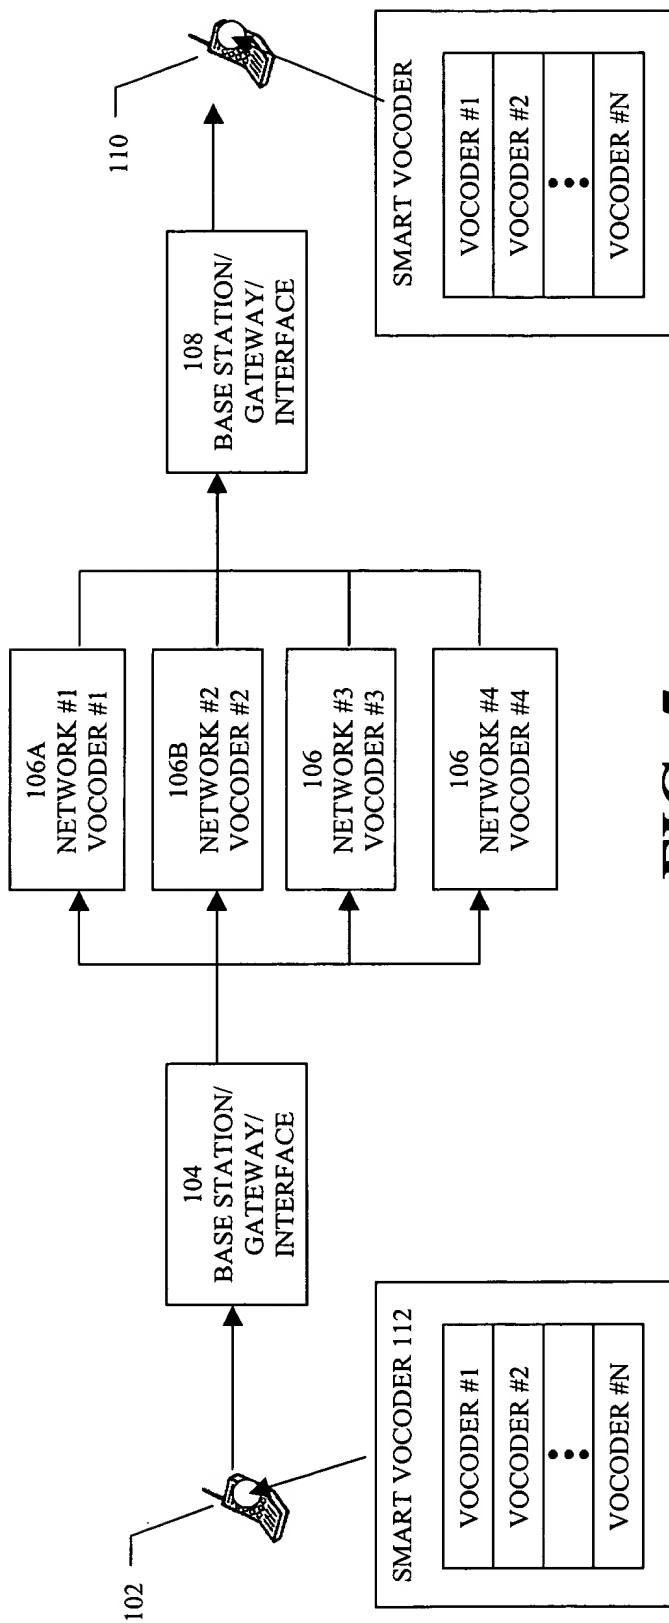 102
SMART VOCODER 112
VOCODER #1
VOCODER #2
VOCODER #N
104
BASE STATION/
GATEWAY/
INTERFACE
106A
NETWORK #1
VOCODER #1
106B
NETWORK #2
VOCODER #2
106
NETWORK #3
VOCODER #3
106
NETWORK #4
VOCODER #4
108
BASE STATION/
GATEWAY/
INTERFACE
110
SMART VOCODER
VOCODER #1
VOCODER #2
VOCODER #N
FIG.